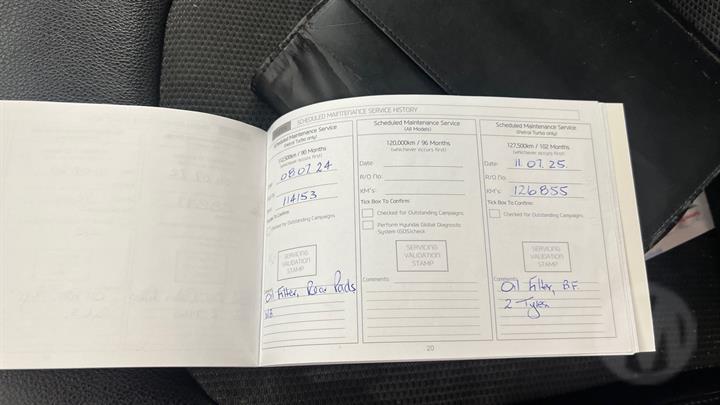 SCHEDULED MAINTENANCE SERVICE HISTORY
Scheduled Maintenance Service
(Petrol Turbo only)
112,500km / 90 Months
(whichever occurs first)
08.07.24
114153
Tick Box To Confirm:
Checked for Outstanding Campaigns
SERVICING
VALIDATION
STAMP
Oil Filter, Rear Pads
Scheduled Maintenance Service
(All Models)
120,000km / 96 Months
(whichever occurs first)
Date:
R/O no:
KM's:
Tick Box To Confirm:
Checked for Outstanding Campaigns
Perform Hyundai Global Diagnostic
System (GDS)check
SERVICING
VALIDATION
STAMP
Comments:
20
Scheduled Maintenance Service
(Petrol Turbo only)
127,500km / 102 Months
(whichever occurs first)
Date: 11.07.25.
R/O no:
KM's: 126855
Tick Box To Confirm:
Checked for Outstanding Campaigns
SERVICING
VALIDATION
STAMP
Comments:
Oil Filter, BF
2 Tyres
W